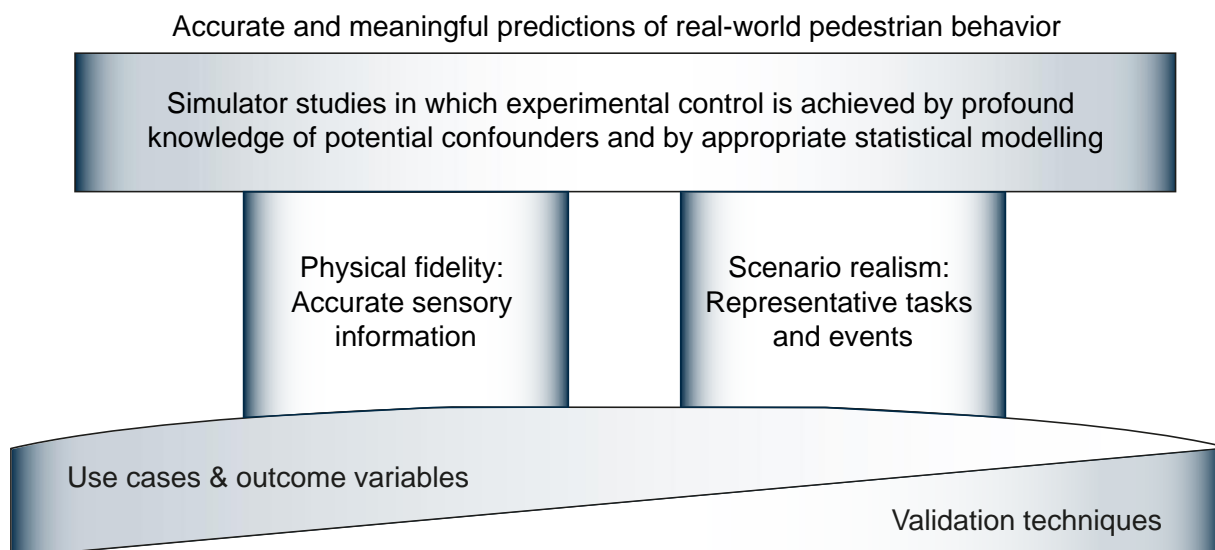 Accurate and meaningful predictions of real-world pedestrian behavior
Simulator studies in which experimental control is achieved by profound
knowledge of potential confounders and by appropriate statistical modelling
Physical fidelity:
Accurate sensory
information
Scenario realism:
Representative tasks
and events
Use cases & outcome variables
Validation techniques